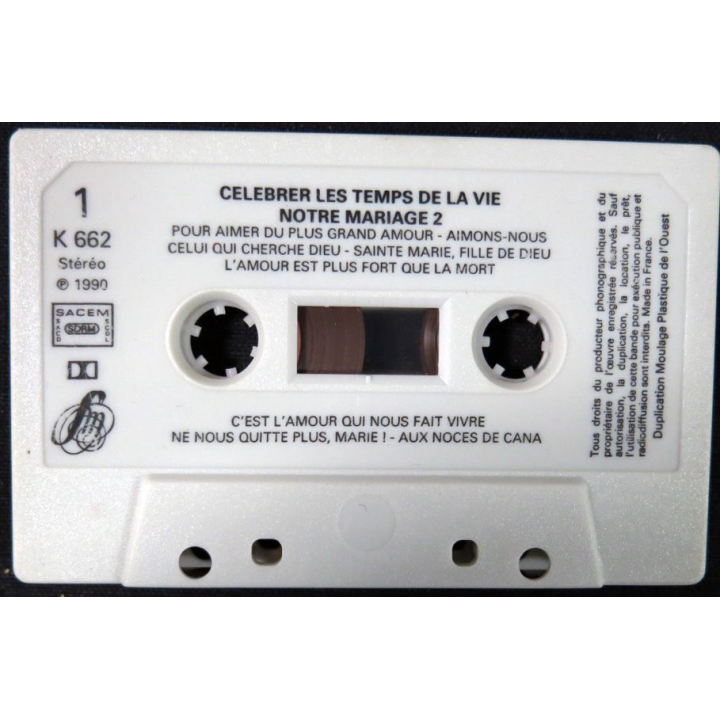 1
K 662
Stéréo
℗ 1990
SACEM
SACD
SDRM
SCGL
CELEBRER LES TEMPS DE LA VIE
NOTRE MARIAGE 2
POUR AIMER DU PLUS GRAND AMOUR - AIMONS-NOUS
CELUI QUI CHERCHE DIEU - SAINTE MARIE, FILLE DE DIEU
L'AMOUR EST PLUS FORT QUE LA MORT
C'EST L'AMOUR QUI NOUS FAIT VIVRE
NE NOUS QUITTE PLUS, MARIE ! - AUX NOCES DE CANA
Tous droits du producteur phonographique et du
propriétaire de l'œuvre enregistrée réservés. Sauf
autorisation, la duplication, la location, le prêt,
l'utilisation de cette bande pour exécution publique et
radiodiffusion sont interdits. Made in France.
Duplication Moulage Plastique de l'Ouest